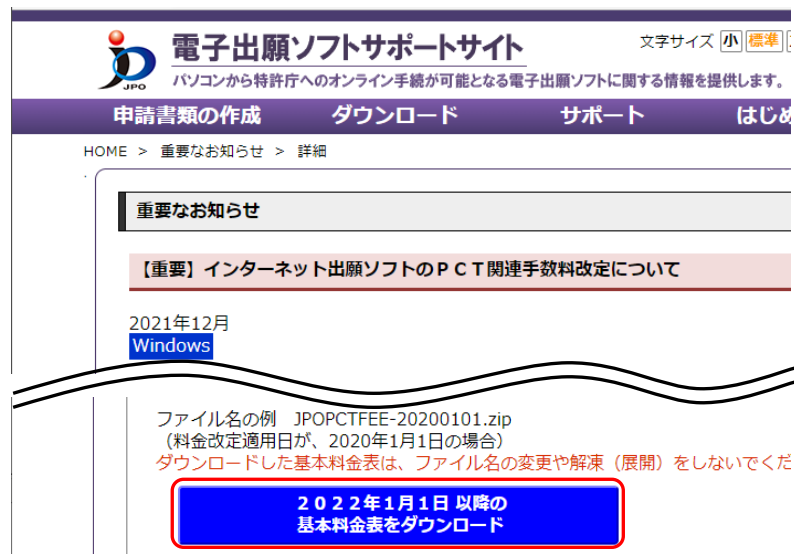 JPO
電子出願ソフトサポートサイト
文字サイズ 小 標準
パソコンから特許庁へのオンライン手続が可能となる電子出願ソフトに関する情報を提供します。
申請書類の作成 ダウンロード サポート はじめ
HOME > 重要なお知らせ > 詳細
重要なお知らせ
【重要】インターネット出願ソフトのＰＣＴ関連手数料改定について
2021年12月
Windows
ファイル名の例 JPOPCTFEE-20200101.zip
（料金改定適用日が、2020年1月1日の場合）
ダウンロードした基本料金表は、ファイル名の変更や解凍（展開）をしないでくだ
２０２２年1月1日 以降の
基本料金表をダウンロード